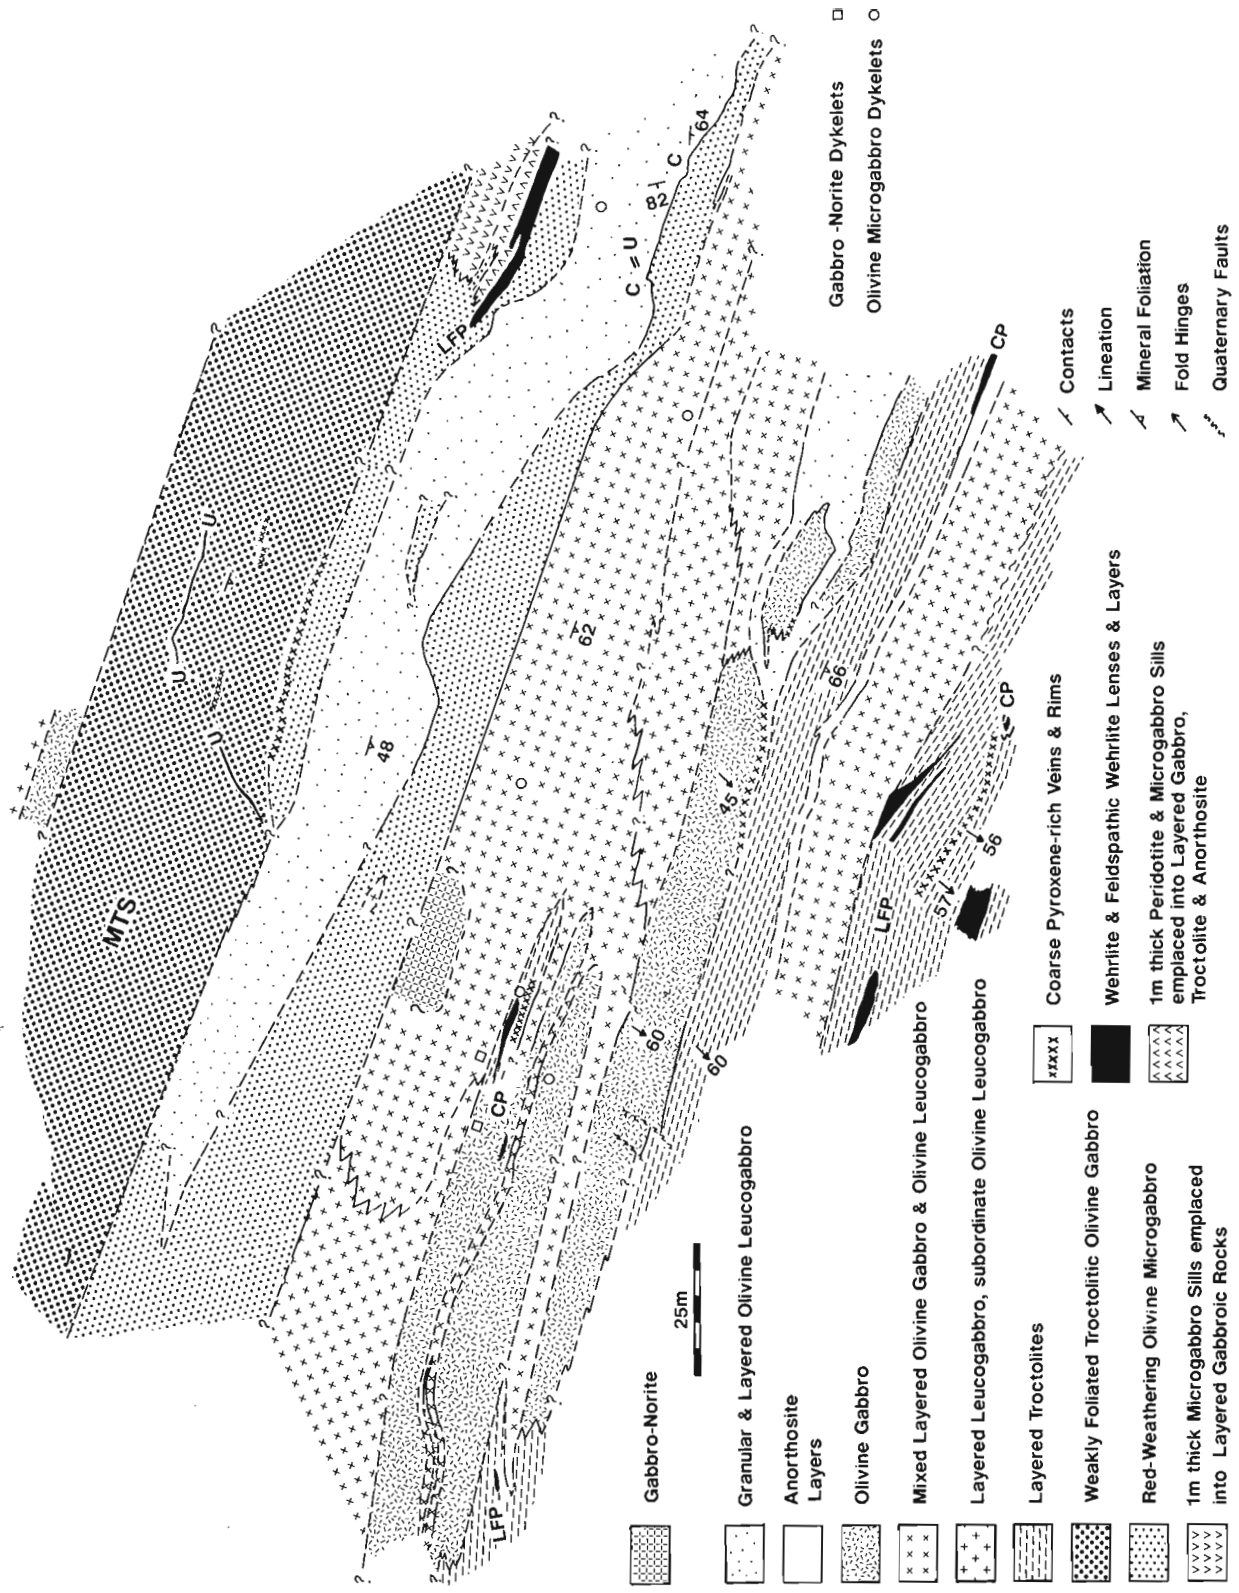 MTS
U
U
U
U
LFP
C = U
C
82
64
62
48
45
66
60
60
57
56
CP
CP
CP
LFP
LFP
?
Gabbro-Norite Dykelets
Olivine Microgabbro Dykelets
25m
Gabbro-Norite
Granular & Layered Olivine Leucogabbro
Anorthosite
Layers
Olivine Gabbro
Mixed Layered Olivine Gabbro & Olivine Leucogabbro
Layered Leucogabbro, subordinate Olivine Leucogabbro
Layered Troctolites
Weakly Foliated Troctolitic Olivine Gabbro
Red-Weathering Olivine Microgabbro
1m thick Microgabbro Sills emplaced
into Layered Gabbroic Rocks
Coarse Pyroxene-rich Veins & Rims
Wehrlite & Feldspathic Wehrlite Lenses & Layers
1m thick Peridotite & Microgabbro Sills
emplaced into Layered Gabbro,
Troctolite & Anorthosite
Contacts
Lineation
Mineral Foliation
Fold Hinges
Quaternary Faults